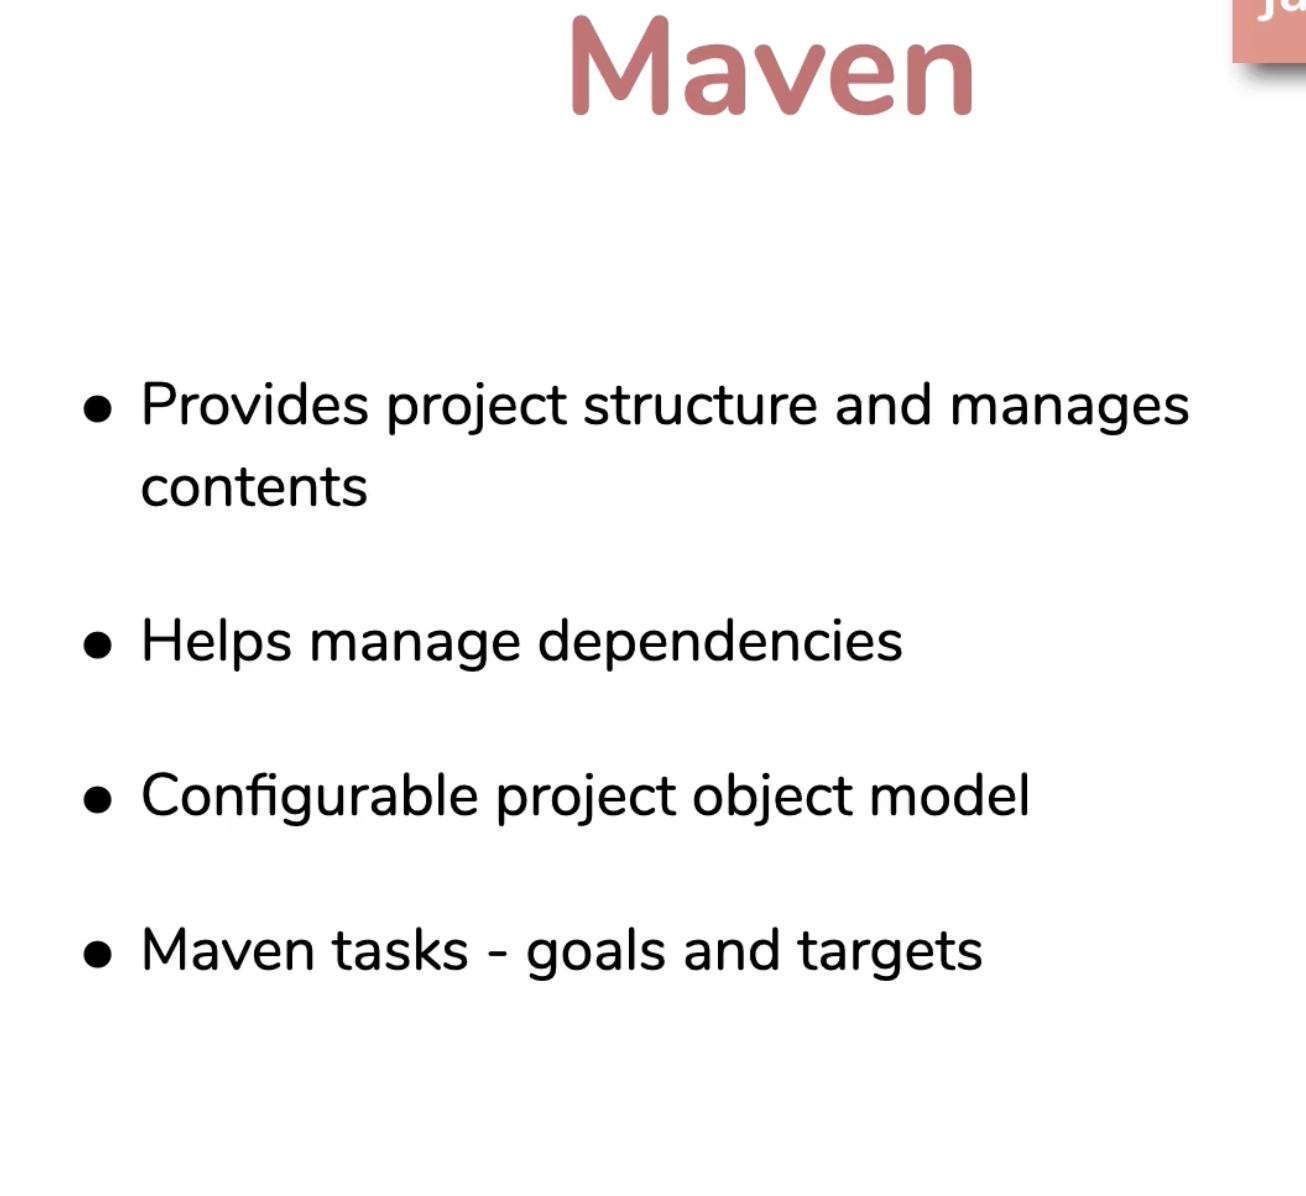 Maven
● Provides project structure and manages
contents
● Helps manage dependencies
● Configurable project object model
● Maven tasks - goals and targets